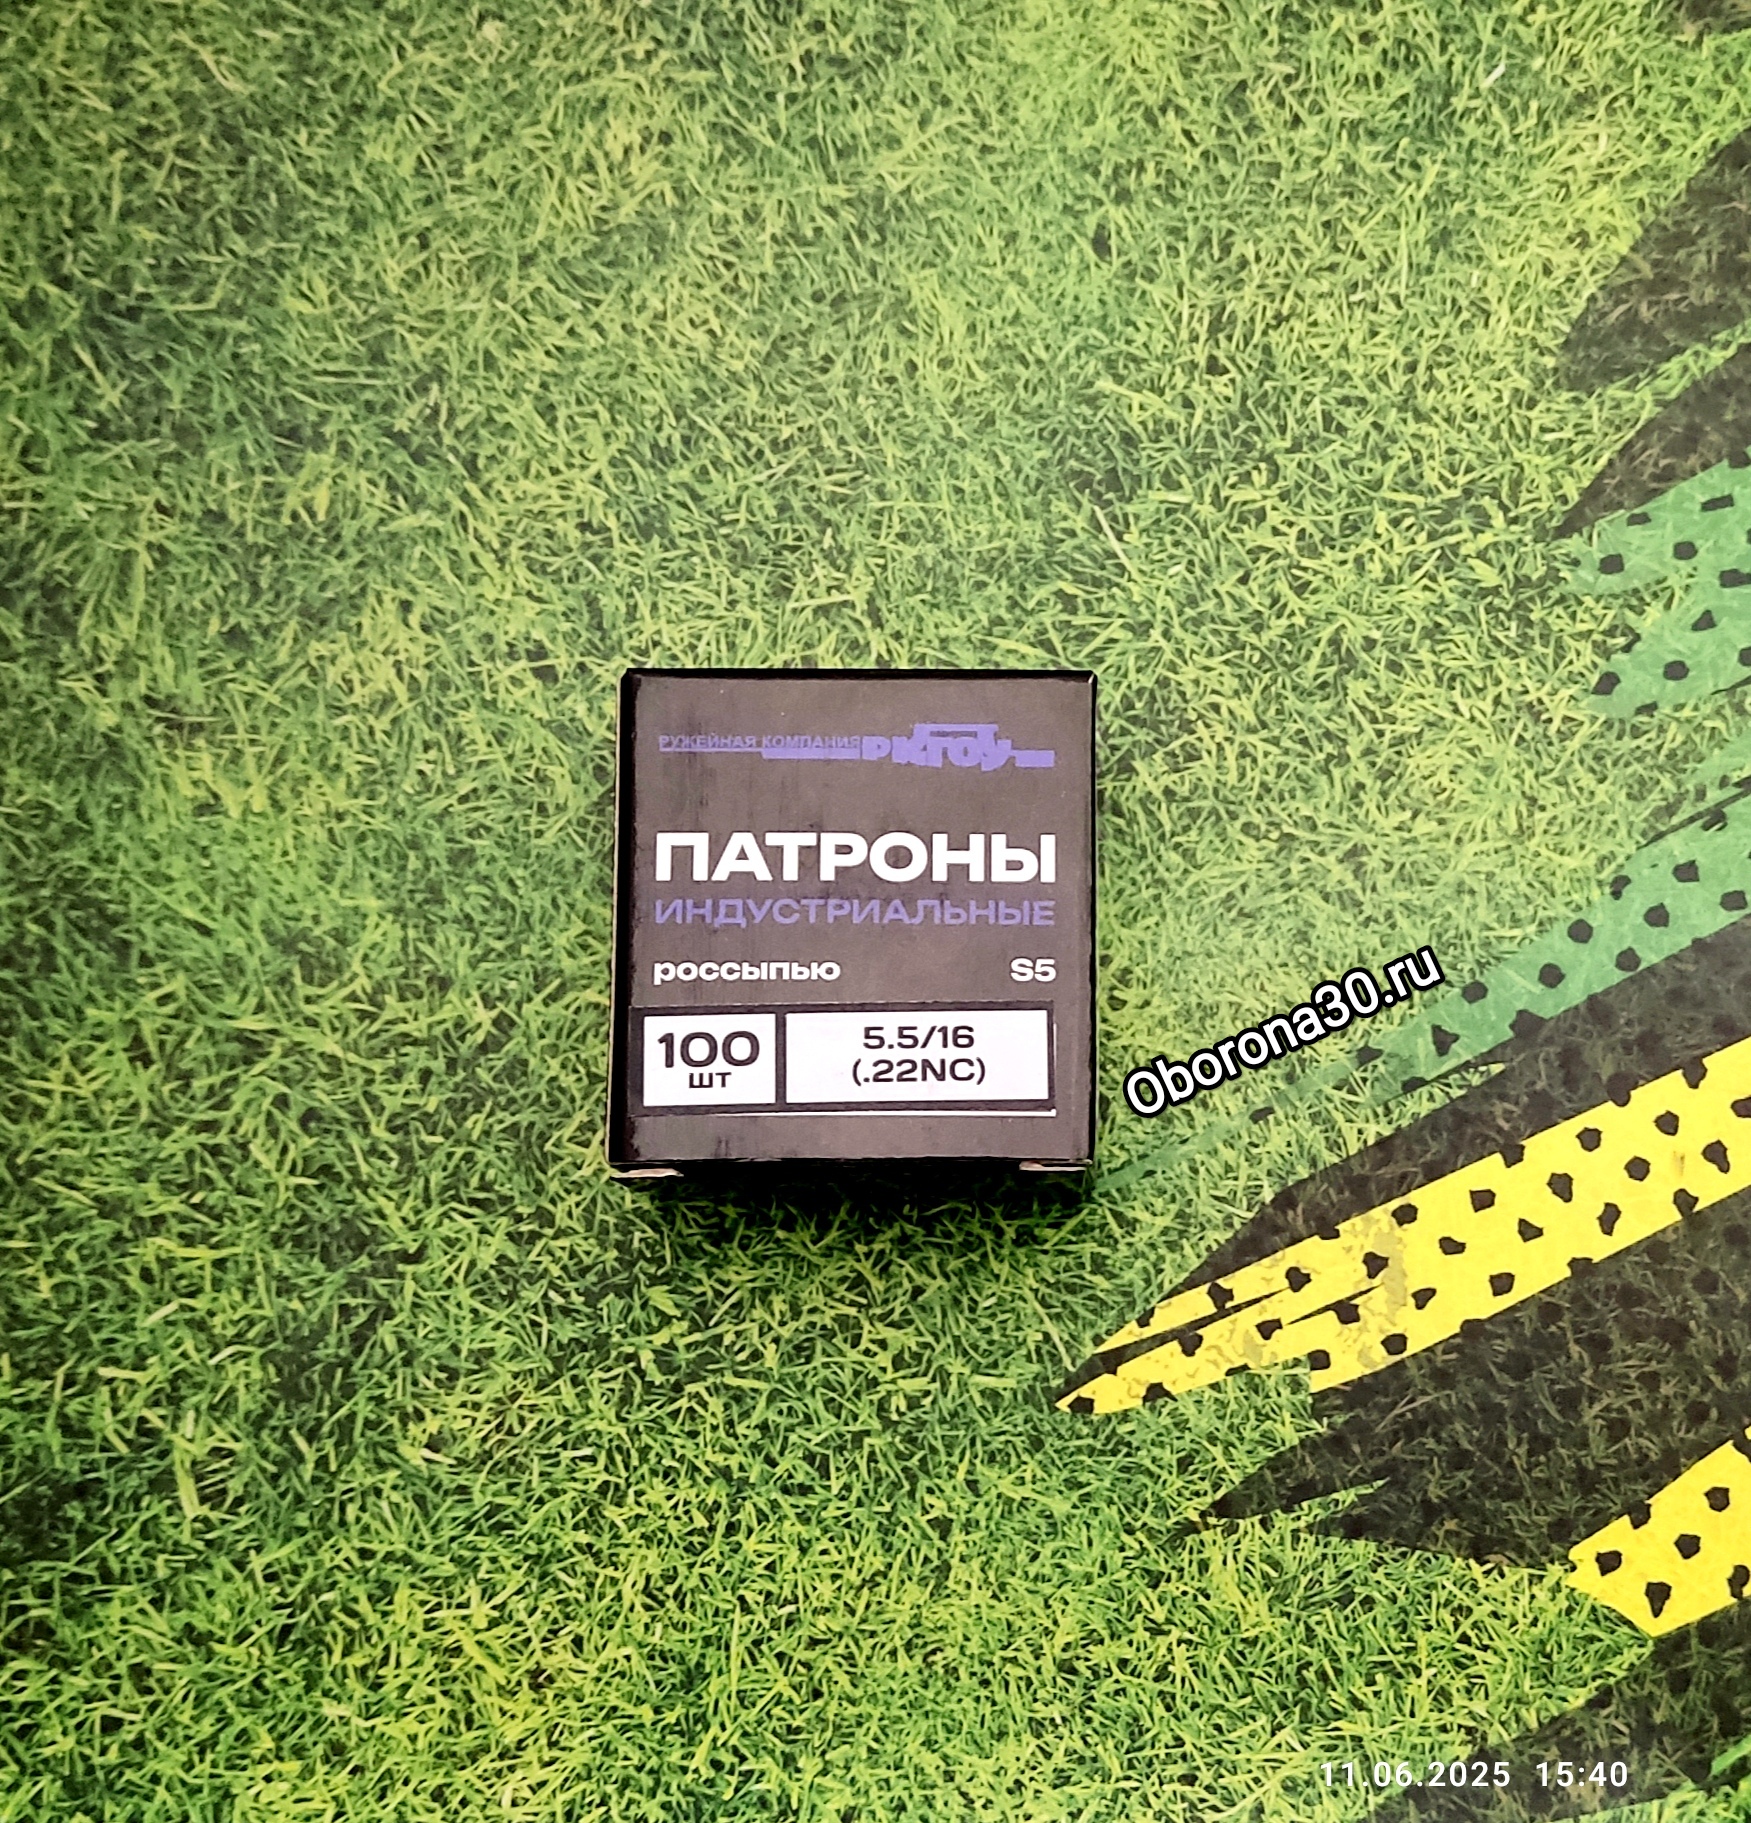 РУЖЕЙНАЯ КОМПАНИЯ
ПАТРОНЫ
ИНДУСТРИАЛЬНЫЕ
россыпью S5
100 5.5/16
шт (.22NC)
Oborona30.ru
11.06.2025 15:40